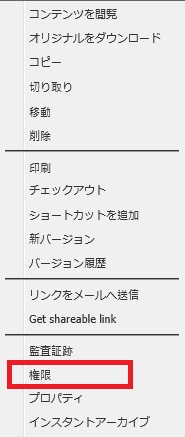 コンテンツを閲覧
オリジナルをダウンロード
コピー
切り取り
移動
削除
印刷
チェックアウト
ショートカットを追加
新バージョン
バージョン履歴
リンクをメールへ送信
Get shareable link
監査証跡
権限
プロパティ
インスタントアーカイブ